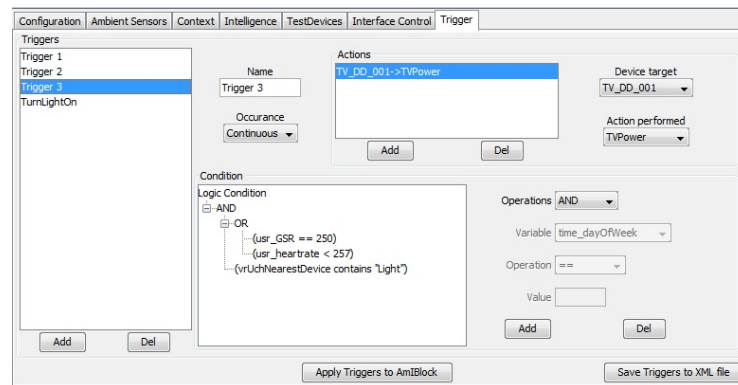 Configuration Ambient Sensors Context Intelligence TestDevices Interface Control Trigger
Triggers
Trigger 1
Trigger 2
Trigger 3
TurnLightOn
Add Del
Name
Trigger 3
Occurance
Continuous
Actions
TV_DD_001->TVPower
Add Del
Device target
TV_DD_001
Action performed
TVPower
Condition
Logic Condition
AND
OR
(usr_GSR == 250)
(usr_heartrate < 257)
(vrUchNearestDevice contains "Light")
Operations AND
Variable time_dayOfWeek
Operation ==
Value
Add Del
Apply Triggers to AmIBlock
Save Triggers to XML file